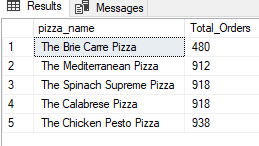 Results Messages
pizza_name Total_Orders
1 The Brie Carre Pizza 480
2 The Mediterranean Pizza 912
3 The Spinach Supreme Pizza 918
4 The Calabrese Pizza 918
5 The Chicken Pesto Pizza 938